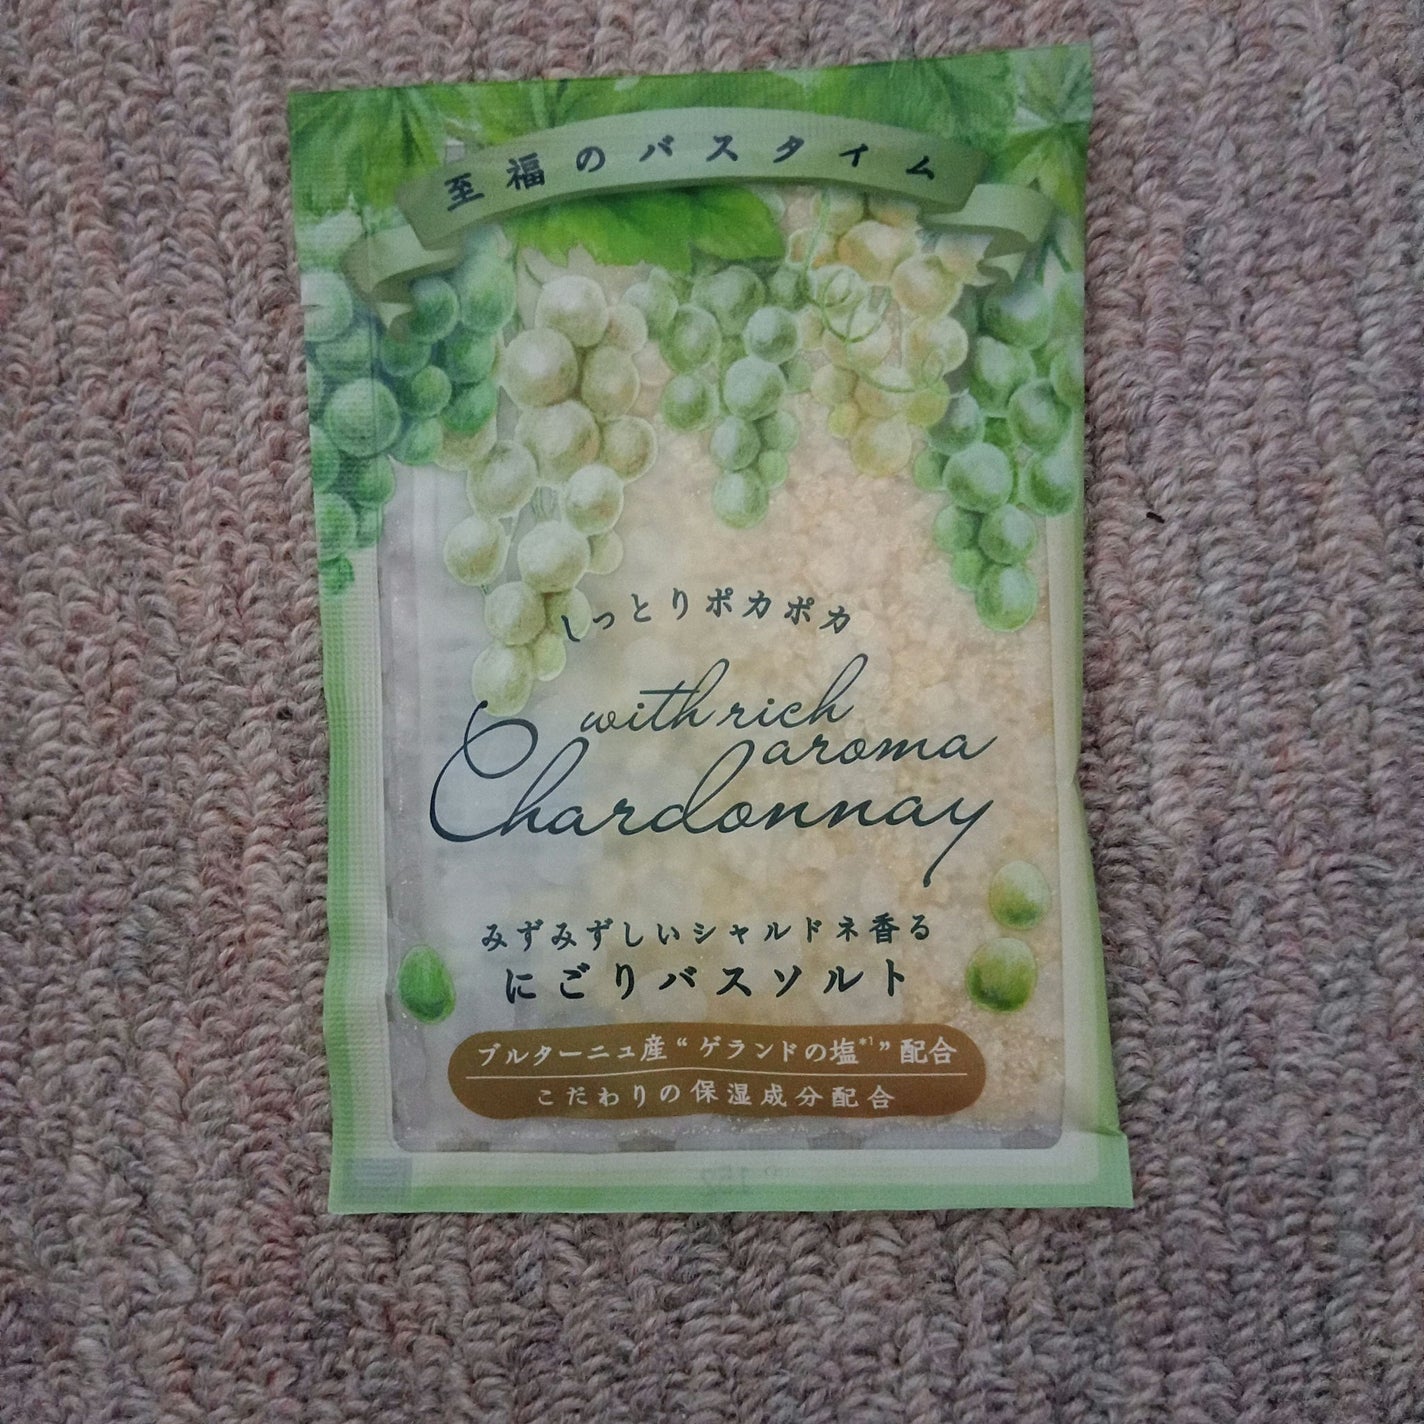 至福のバスタイム
しっとりポカポカ
with rich
aroma
Chardonnay
みずみずしいシャルドネ香る
にごりバスソルト
ブルターニュ産“ゲランドの塩*1”配合
こだわりの保湿成分配合